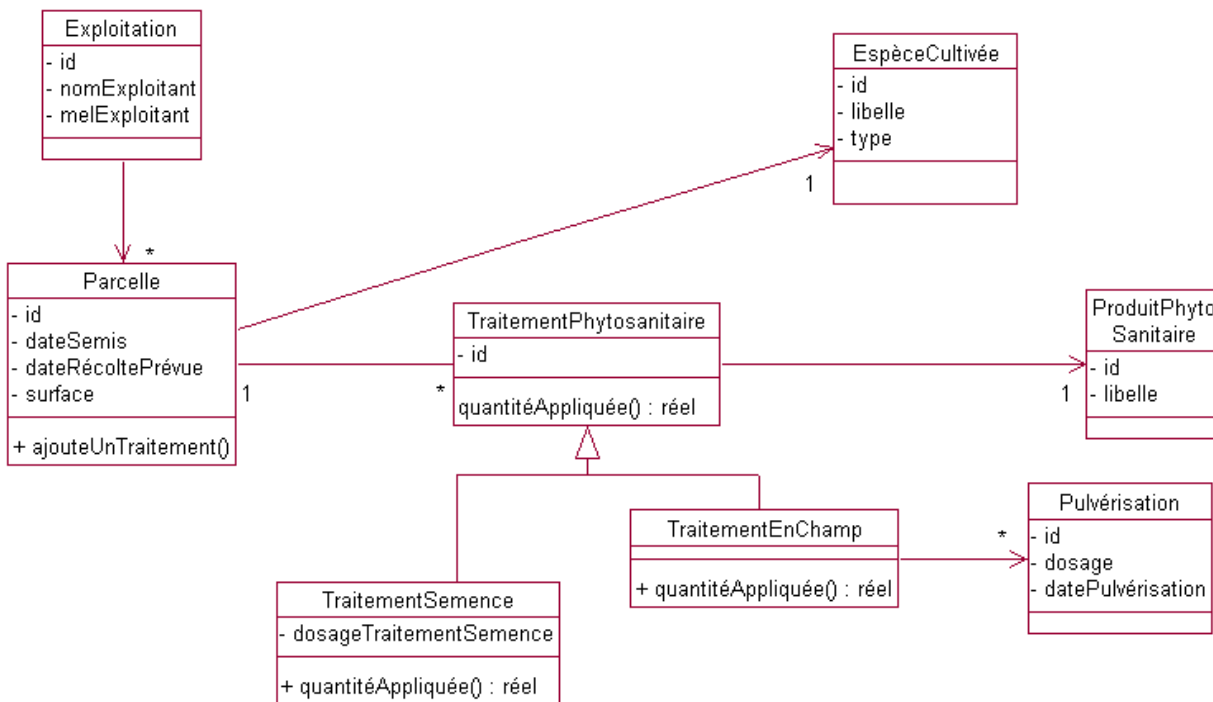 Exploitation
- id
- nomExploitant
- melExploitant
EspèceCultivée
- id
- libelle
- type
1
*
Parcelle
- id
- dateSemis
- dateRécoltePrévue
- surface
+ ajouteUnTraitement()
1
*
TraitementPhytosanitaire
- id
quantitéAppliquée() : réel
1
ProduitPhyto
Sanitaire
- id
- libelle
TraitementSemence
- dosageTraitementSemence
+ quantitéAppliquée() : réel
TraitementEnChamp
+ quantitéAppliquée() : réel
*
Pulvérisation
- id
- dosage
- datePulvérisation